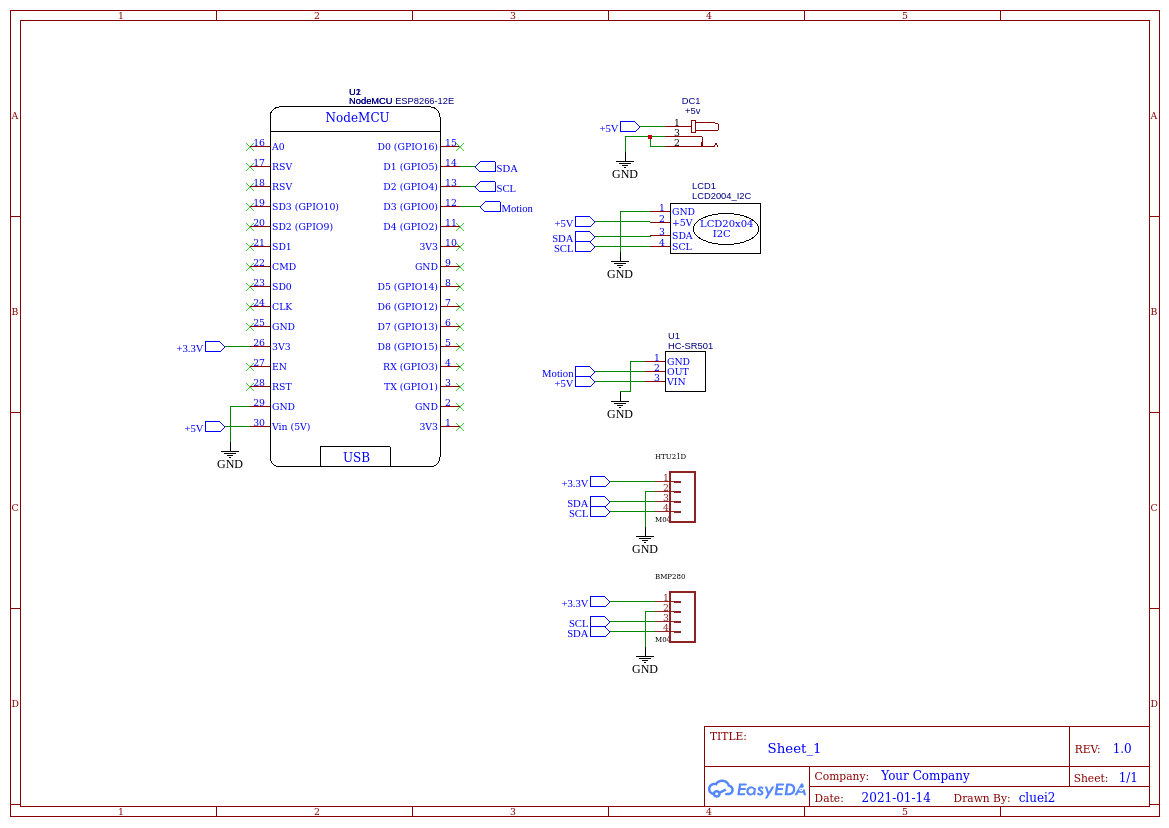 1 2 3 4 5
A A
B B
C C
D D
U2
NodeMCU ESP8266-12E
NodeMCU
16 A0 D0 (GPIO16) 15
17 RSV D1 (GPIO5) 14 SDA
18 RSV D2 (GPIO4) 13 SCL
19 SD3 (GPIO10) D3 (GPIO0) 12 Motion
20 SD2 (GPIO9) D4 (GPIO2) 11
21 SD1 3V3 10
22 CMD GND 9
23 SD0 D5 (GPIO14) 8
24 CLK D6 (GPIO12) 7
25 GND D7 (GPIO13) 6
+3.3V 26 3V3 D8 (GPIO15) 5
27 EN RX (GPIO3) 4
28 RST TX (GPIO1) 3
29 GND GND 2
+5V 30 Vin (5V) 3V3 1
USB
GND
DC1
+5v
+5V 1
3
2
GND
LCD1
LCD2004_I2C
1 GND
+5V 2 +5V
SDA 3 SDA
SCL 4 SCL
LCD20x04
I2C
GND
U1
HC-SR501
1 GND
Motion 2 OUT
+5V 3 VIN
GND
HTU21D
+3.3V 1
2
SDA 3
SCL 4
M04
GND
BMP280
+3.3V 1
2
SCL 3
SDA 4
M04
GND
TITLE:
Sheet_1
REV: 1.0
EasyEDA
Company: Your Company
Sheet: 1/1
Date: 2021-01-14 Drawn By: cluei2
1 2 3 4 5